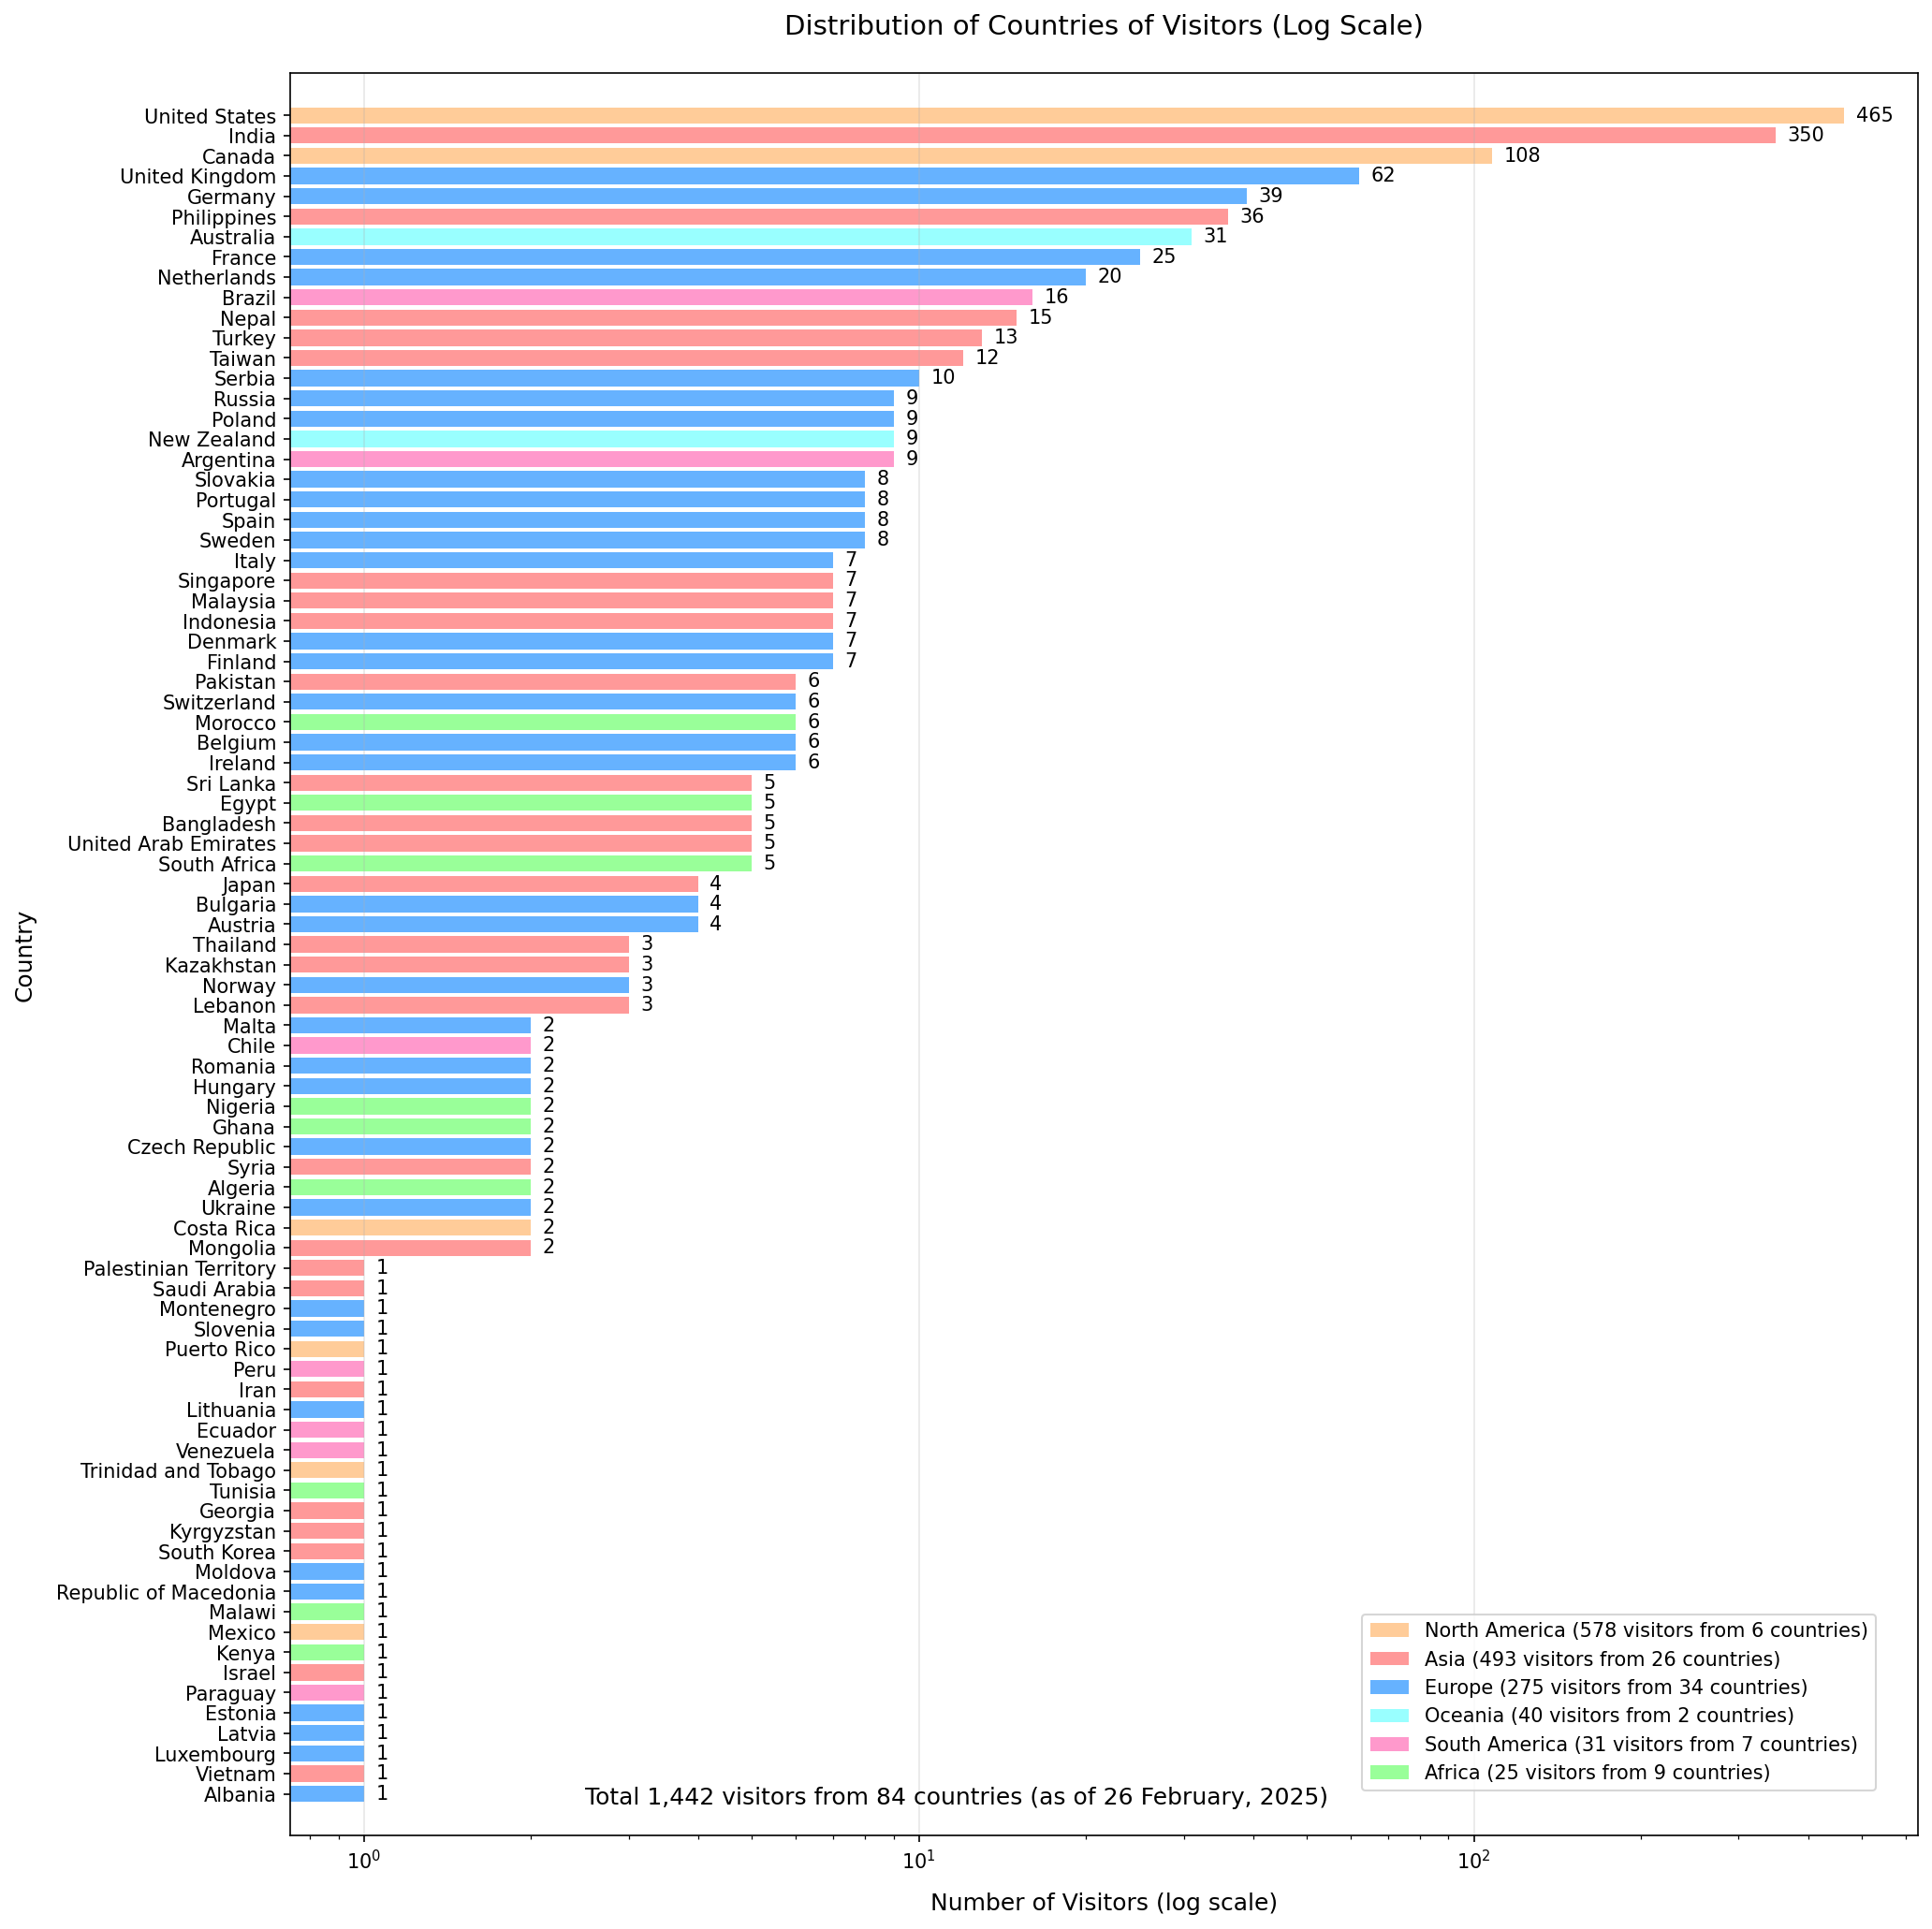 Distribution of Countries of Visitors (Log Scale)
United States 465
India 350
Canada 108
United Kingdom 62
Germany 39
Philippines 36
Australia 31
France 25
Netherlands 20
Brazil 16
Nepal 15
Turkey 13
Taiwan 12
Serbia 10
Russia 9
Poland 9
New Zealand 9
Argentina 9
Slovakia 8
Portugal 8
Spain 8
Sweden 8
Italy 7
Singapore 7
Malaysia 7
Indonesia 7
Denmark 7
Finland 7
Pakistan 6
Switzerland 6
Morocco 6
Belgium 6
Ireland 6
Sri Lanka 5
Egypt 5
Bangladesh 5
United Arab Emirates 5
South Africa 5
Japan 4
Bulgaria 4
Austria 4
Thailand 3
Kazakhstan 3
Norway 3
Lebanon 3
Malta 2
Chile 2
Romania 2
Hungary 2
Nigeria 2
Ghana 2
Czech Republic 2
Syria 2
Algeria 2
Ukraine 2
Costa Rica 2
Mongolia 2
Palestinian Territory 1
Saudi Arabia 1
Montenegro 1
Slovenia 1
Puerto Rico 1
Peru 1
Iran 1
Lithuania 1
Ecuador 1
Venezuela 1
Trinidad and Tobago 1
Tunisia 1
Georgia 1
Kyrgyzstan 1
South Korea 1
Moldova 1
Republic of Macedonia 1
Malawi 1
Mexico 1
Kenya 1
Israel 1
Paraguay 1
Estonia 1
Latvia 1
Luxembourg 1
Vietnam 1
Albania 1
Country
North America (578 visitors from 6 countries)
Asia (493 visitors from 26 countries)
Europe (275 visitors from 34 countries)
Oceania (40 visitors from 2 countries)
South America (31 visitors from 7 countries)
Africa (25 visitors from 9 countries)
Total 1,442 visitors from 84 countries (as of 26 February, 2025)
10⁰ 10¹ 10²
Number of Visitors (log scale)